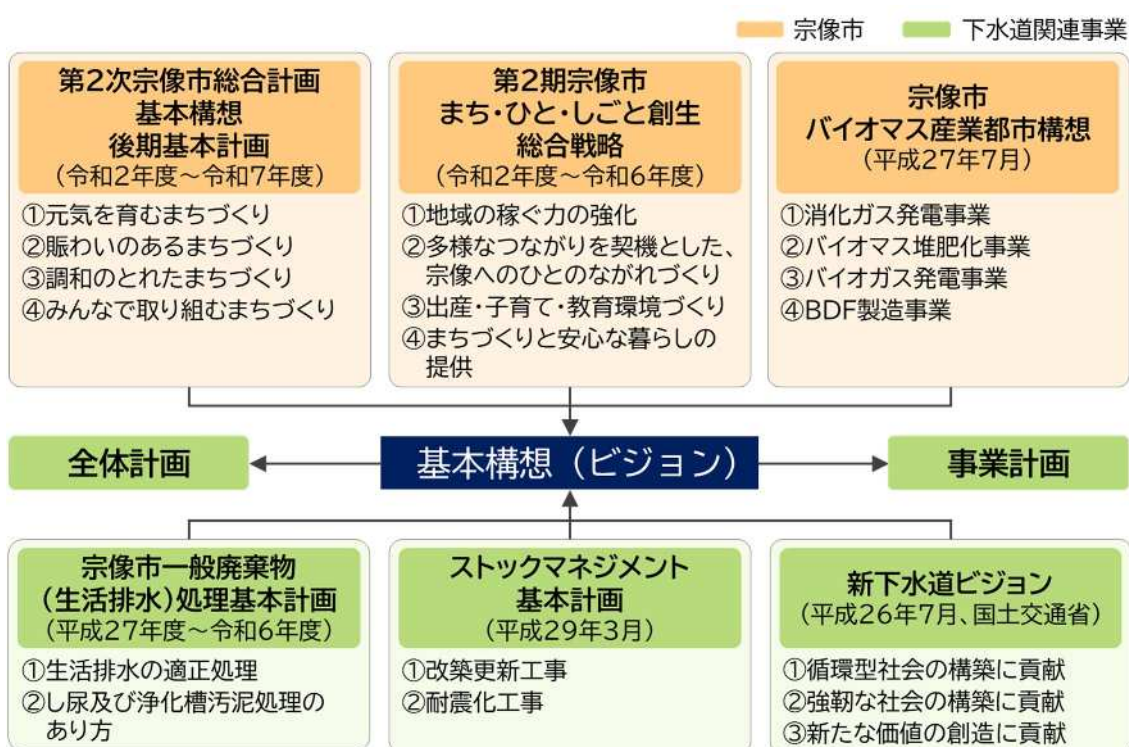 宗像市
下水道関連事業
第2次宗像市総合計画
基本構想
後期基本計画
(令和2年度~令和7年度)
①元気を育むまちづくり
②賑わいのあるまちづくり
③調和のとれたまちづくり
④みんなで取り組むまちづくり
第2期宗像市
まち・ひと・しごと創生
総合戦略
(令和2年度~令和6年度)
①地域の稼ぐ力の強化
②多様なつながりを契機とした、
宗像へのひとのながれづくり
③出産・子育て・教育環境づくり
④まちづくりと安心な暮らしの
提供
宗像市
バイオマス産業都市構想
(平成27年7月)
①消化ガス発電事業
②バイオマス堆肥化事業
③バイオガス発電事業
④BDF製造事業
全体計画
基本構想(ビジョン)
事業計画
宗像市一般廃棄物
(生活排水)処理基本計画
(平成27年度~令和6年度)
①生活排水の適正処理
②し尿及び浄化槽汚泥処理の
あり方
ストックマネジメント
基本計画
(平成29年3月)
①改築更新工事
②耐震化工事
新下水道ビジョン
(平成26年7月、国土交通省)
①循環型社会の構築に貢献
②強靭な社会の構築に貢献
③新たな価値の創造に貢献